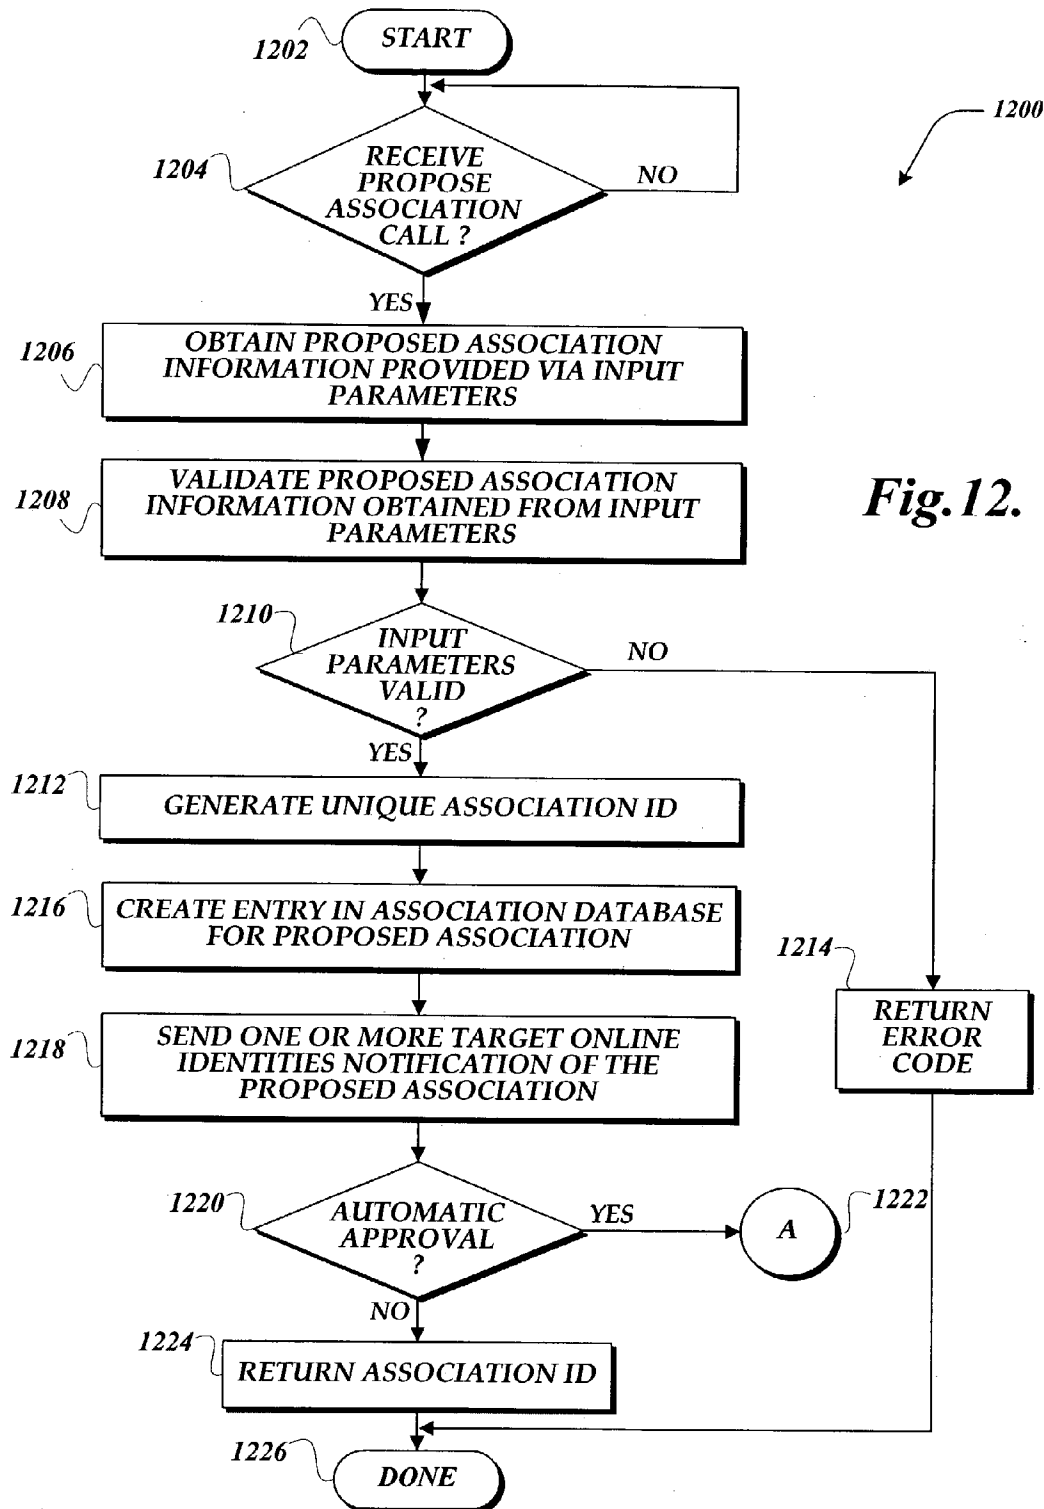 START
1202
1200
RECEIVE
PROPOSE
ASSOCIATION
CALL ?
1204
NO
YES
1206
OBTAIN PROPOSED ASSOCIATION
INFORMATION PROVIDED VIA INPUT
PARAMETERS
1208
VALIDATE PROPOSED ASSOCIATION
INFORMATION OBTAINED FROM INPUT
PARAMETERS
Fig.12.
1210
INPUT
PARAMETERS
VALID
?
NO
YES
1212
GENERATE UNIQUE ASSOCIATION ID
1216
CREATE ENTRY IN ASSOCIATION DATABASE
FOR PROPOSED ASSOCIATION
1214
RETURN
ERROR
CODE
1218
SEND ONE OR MORE TARGET ONLINE
IDENTITIES NOTIFICATION OF THE
PROPOSED ASSOCIATION
1220
AUTOMATIC
APPROVAL
?
YES
A
1222
NO
1224
RETURN ASSOCIATION ID
1226
DONE